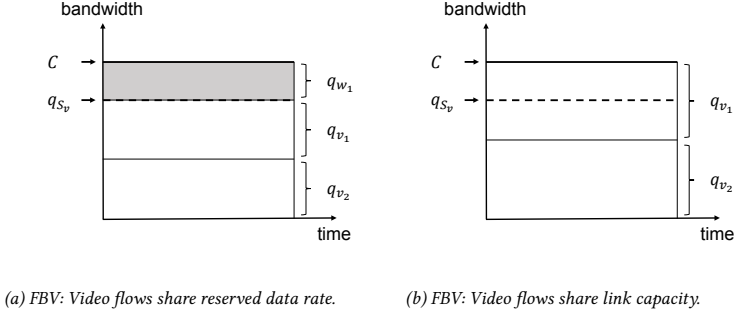 bandwidth
C
q_{S_v}
q_{w_1}
q_{v_1}
q_{v_2}
time
(a) FBV: Video flows share reserved data rate.
bandwidth
C
q_{S_v}
q_{v_1}
q_{v_2}
time
(b) FBV: Video flows share link capacity.